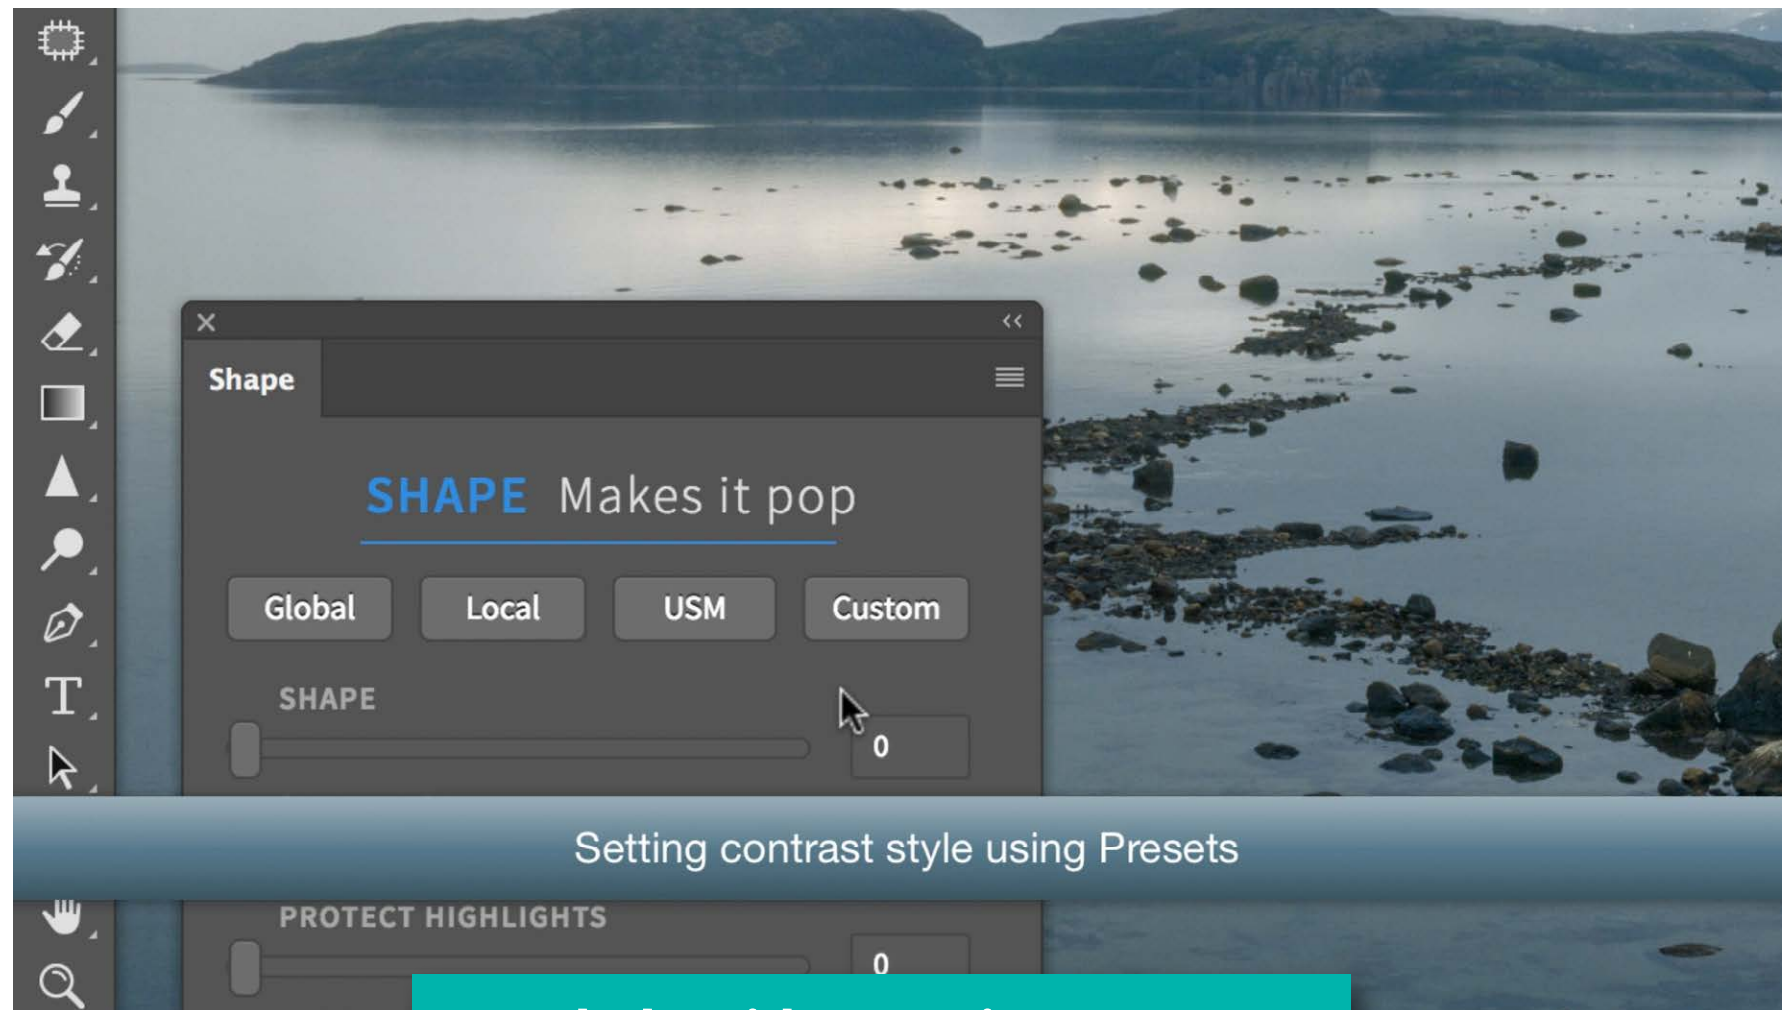 Shape
SHAPE Makes it pop
Global Local USM Custom
SHAPE
0
Setting contrast style using Presets
PROTECT HIGHLIGHTS
0